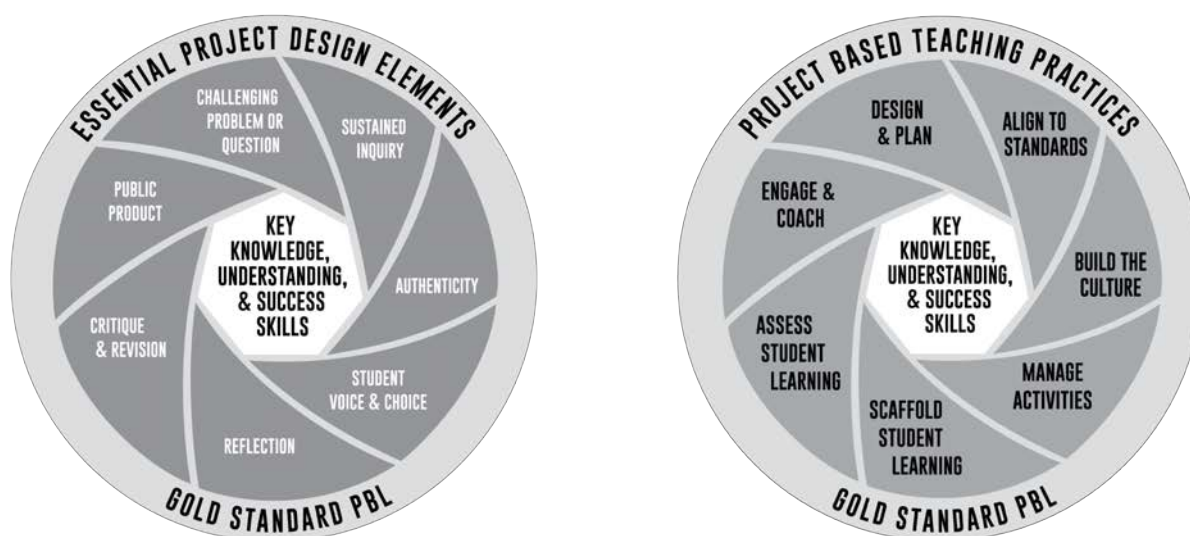 ESSENTIAL PROJECT DESIGN ELEMENTS
CHALLENGING
PROBLEM OR
QUESTION
SUSTAINED
INQUIRY
AUTHENTICITY
STUDENT
VOICE & CHOICE
REFLECTION
CRITIQUE
& REVISION
PUBLIC
PRODUCT
KEY
KNOWLEDGE,
UNDERSTANDING,
& SUCCESS
SKILLS
GOLD STANDARD PBL
PROJECT BASED TEACHING PRACTICES
DESIGN
& PLAN
ALIGN TO
STANDARDS
BUILD THE
CULTURE
MANAGE
ACTIVITIES
SCAFFOLD
STUDENT
LEARNING
ASSESS
STUDENT
LEARNING
ENGAGE &
COACH
KEY
KNOWLEDGE,
UNDERSTANDING,
& SUCCESS
SKILLS
GOLD STANDARD PBL